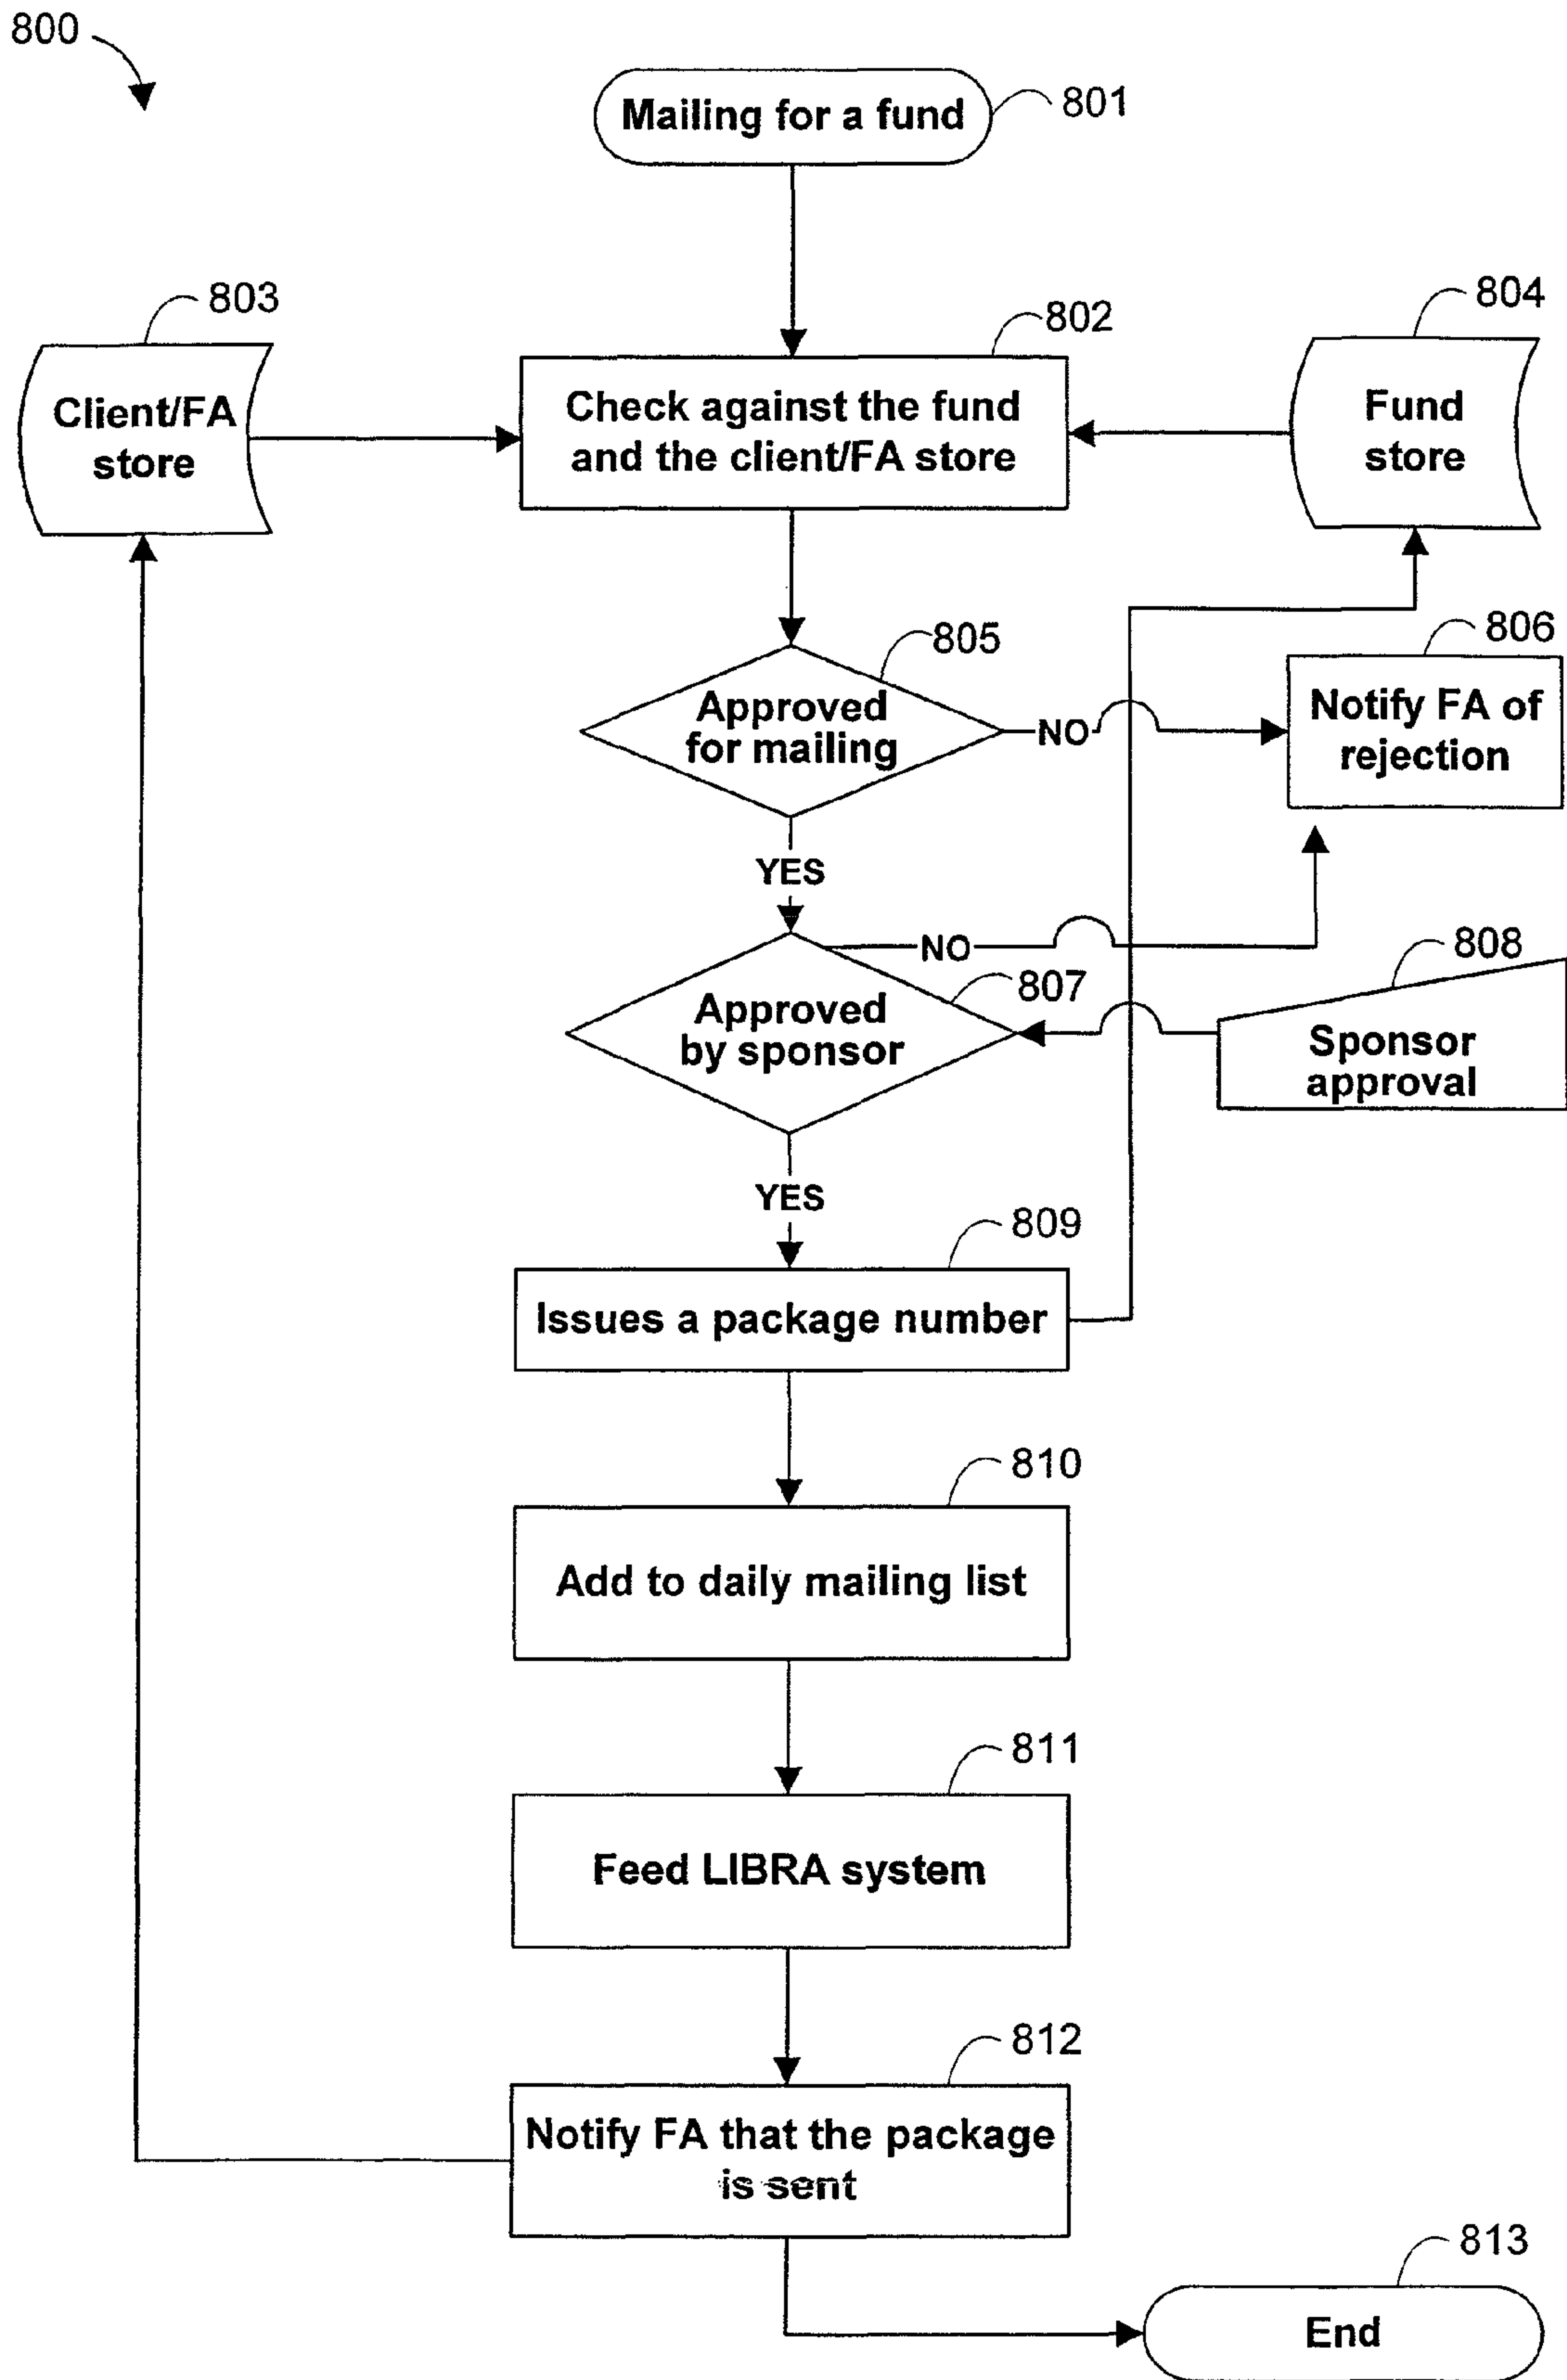 800
Mailing for a fund
801
803
802
804
Client/FA
store
Check against the fund
and the client/FA store
Fund
store
805
806
Approved
for mailing
NO
Notify FA of
rejection
YES
NO
808
807
Approved
by sponsor
Sponsor
approval
YES
809
Issues a package number
810
Add to daily mailing list
811
Feed LIBRA system
812
Notify FA that the package
is sent
813
End